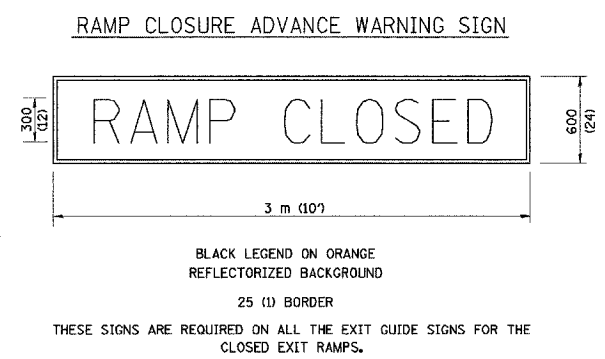 RAMP CLOSURE ADVANCE WARNING SIGN
RAMP CLOSED
300
(12)
600
(24)
3 m (10')
BLACK LEGEND ON ORANGE
REFLECTORIZED BACKGROUND
25 (1) BORDER
THESE SIGNS ARE REQUIRED ON ALL THE EXIT GUIDE SIGNS FOR THE
CLOSED EXIT RAMPS.